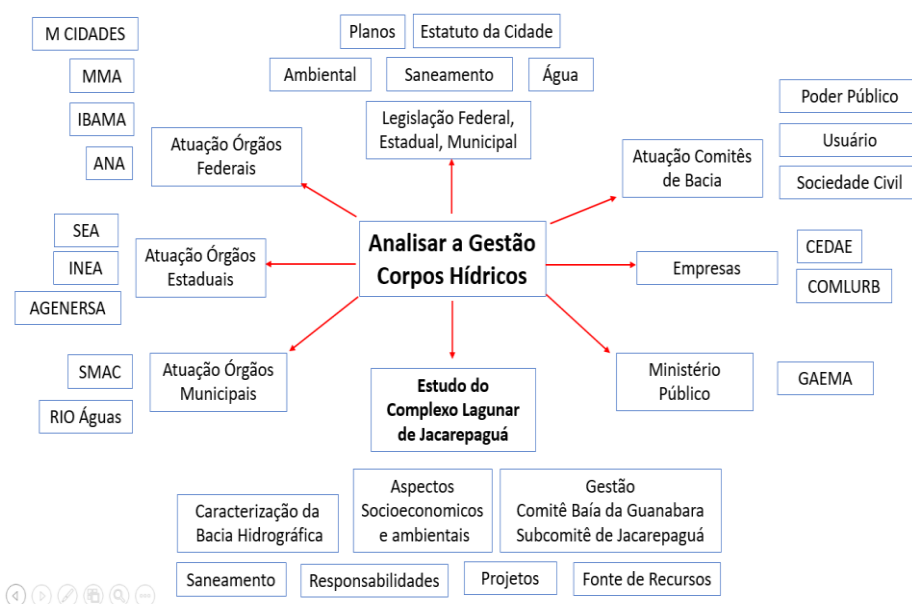 M CIDADES
MMA
IBAMA
ANA
Atuação Órgãos
Federais
Planos
Estatuto da Cidade
Ambiental
Saneamento
Água
Legislação Federal,
Estadual, Municipal
Atuação Comitês
de Bacia
Poder Público
Usuário
Sociedade Civil
SEA
INEA
AGENERSA
Atuação Órgãos
Estaduais
Analisar a Gestão
Corpos Hídricos
Empresas
CEDAE
COMLURB
SMAC
RIO Águas
Atuação Órgãos
Municipais
Estudo do
Complexo Lagunar
de Jacarepaguá
Ministério
Público
GAEMA
Caracterização da
Bacia Hidrográfica
Aspectos
Socioeconomicos
e ambientais
Gestão
Comitê Baía da Guanabara
Subcomitê de Jacarepaguá
Saneamento
Responsabilidades
Projetos
Fonte de Recursos